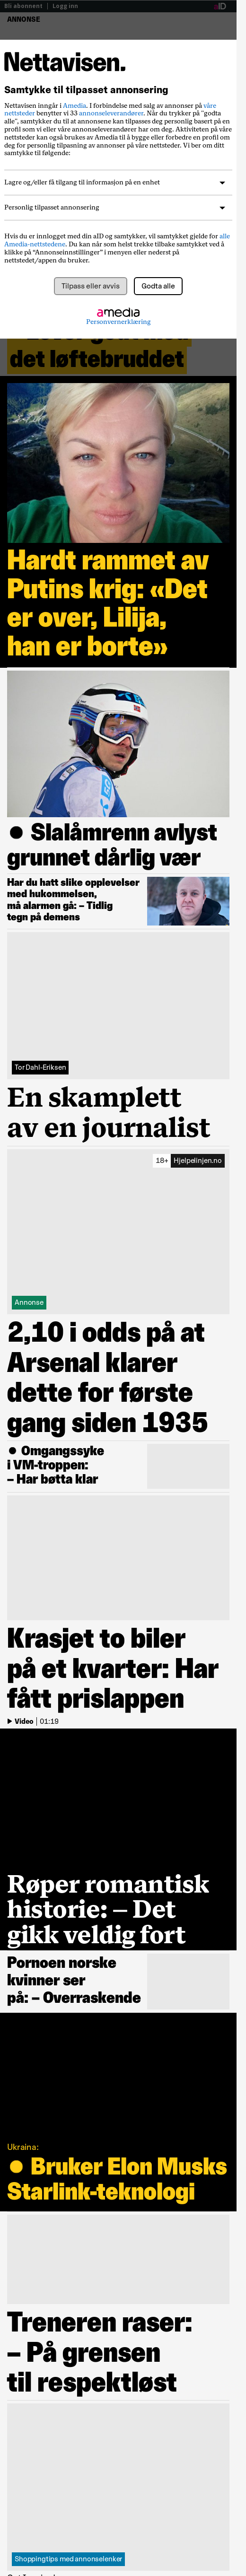 Bli abonnent | Logg inn
aID
ANNONSE
Nettavisen.
Samtykke til tilpasset annonsering
Nettavisen inngår i Amedia. I forbindelse med salg av annonser på våre
nettsteder benytter vi 33 annonseleverandører. Når du trykker på "godta
alle", samtykker du til at annonsene kan tilpasses deg personlig basert på en
profil som vi eller våre annonseleverandører har om deg. Aktiviteten på våre
nettsteder kan også brukes av Amedia til å bygge eller forbedre en profil om
deg til personlig tilpasning av annonser på våre nettsteder. Vi ber om ditt
samtykke til følgende:
Lagre og/eller få tilgang til informasjon på en enhet
Personlig tilpasset annonsering
Hvis du er innlogget med din aID og samtykker, vil samtykket gjelde for alle
Amedia-nettstedene. Du kan når som helst trekke tilbake samtykket ved å
klikke på “Annonseinnstillinger” i menyen eller nederst på
nettstedet/appen du bruker.
Tilpass eller avvis
Godta alle
amedia
Personvernerklæring
det løftebruddet
Hardt rammet av
Putins krig: «Det
er over, Lilija,
han er borte»
● Slalåmrenn avlyst
grunnet dårlig vær
Har du hatt slike opplevelser
med hukommelsen,
må alarmen gå: – Tidlig
tegn på demens
Tor Dahl-Eriksen
En skamplett
av en journalist
18+ Hjelpelinjen.no
Annonse
2,10 i odds på at
Arsenal klarer
dette for første
gang siden 1935
● Omgangssyke
i VM-troppen:
– Har bøtta klar
Krasjet to biler
på et kvarter: Har
fått prislappen
Video | 01:19
Røper romantisk
historie: – Det
gikk veldig fort
Pornoen norske
kvinner ser
på: – Overraskende
Ukraina:
● Bruker Elon Musks
Starlink-teknologi
Treneren raser:
– På grensen
til respektløst
Shoppingtips med annonselenker